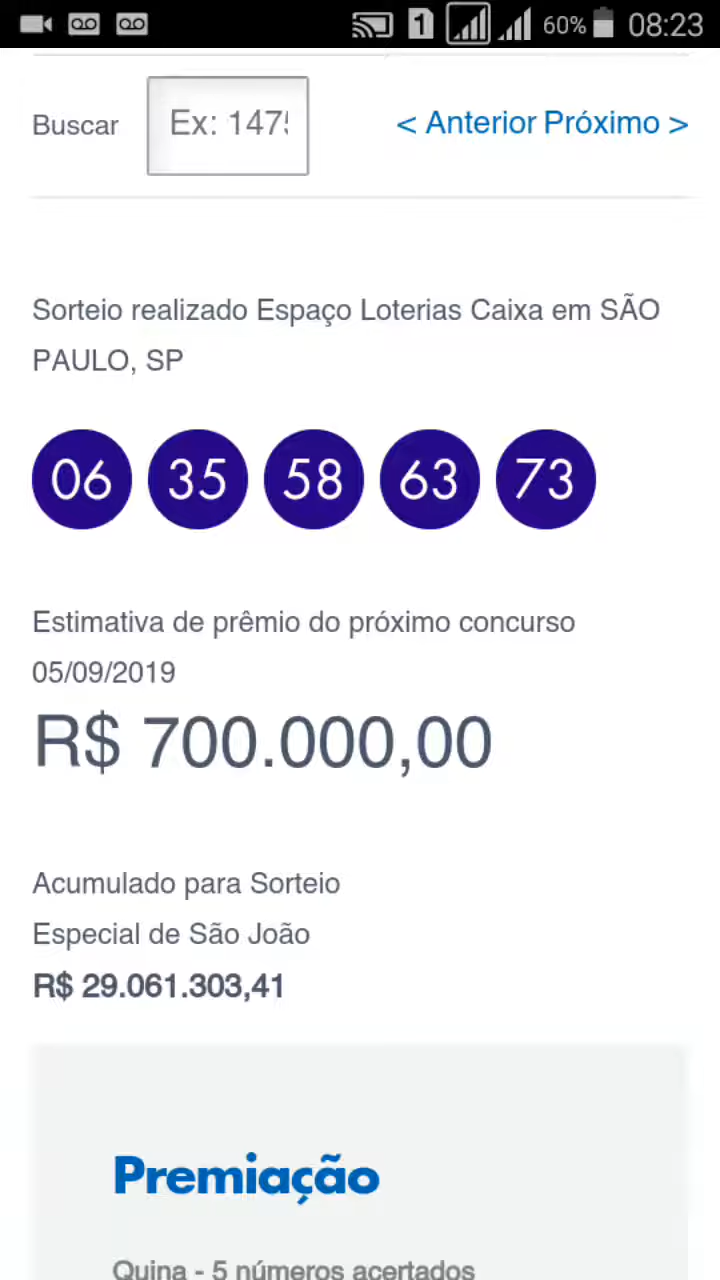 1 60% 08:23
Buscar Ex: 147 < Anterior Próximo >
Sorteio realizado Espaço Loterias Caixa em SÃO
PAULO, SP
06 35 58 63 73
Estimativa de prêmio do próximo concurso
05/09/2019
R$ 700.000,00
Acumulado para Sorteio
Especial de São João
R$ 29.061.303,41
Premiação
Quina - 5 números acertados